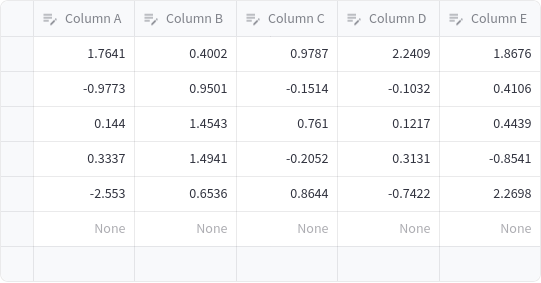 Column A Column B Column C Column D Column E
1.7641 0.4002 0.9787 2.2409 1.8676
-0.9773 0.9501 -0.1514 -0.1032 0.4106
0.144 1.4543 0.761 0.1217 0.4439
0.3337 1.4941 -0.2052 0.3131 -0.8541
-2.553 0.6536 0.8644 -0.7422 2.2698
None None None None None